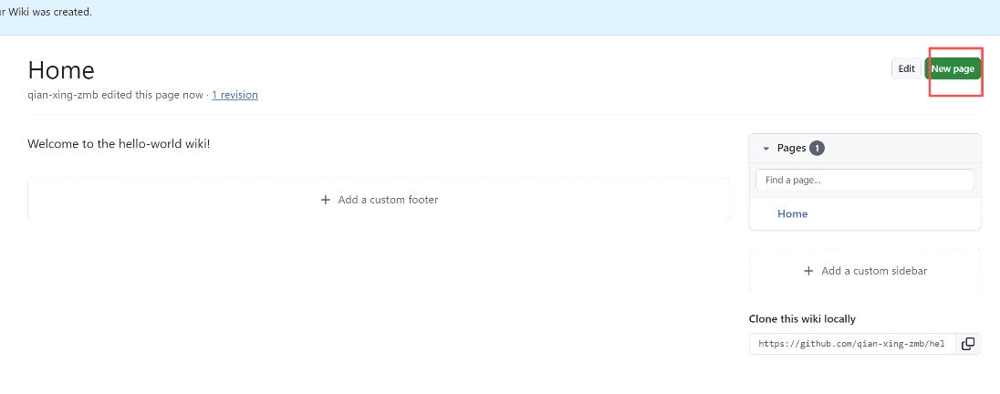 Wiki was created.
Home
Edit
New page
qian-xing-zmb edited this page now · 1 revision
Welcome to the hello-world wiki!
Pages 1
Find a page...
Home
Add a custom footer
Add a custom sidebar
Clone this wiki locally
https://github.com/qian-xing-zmb/hel